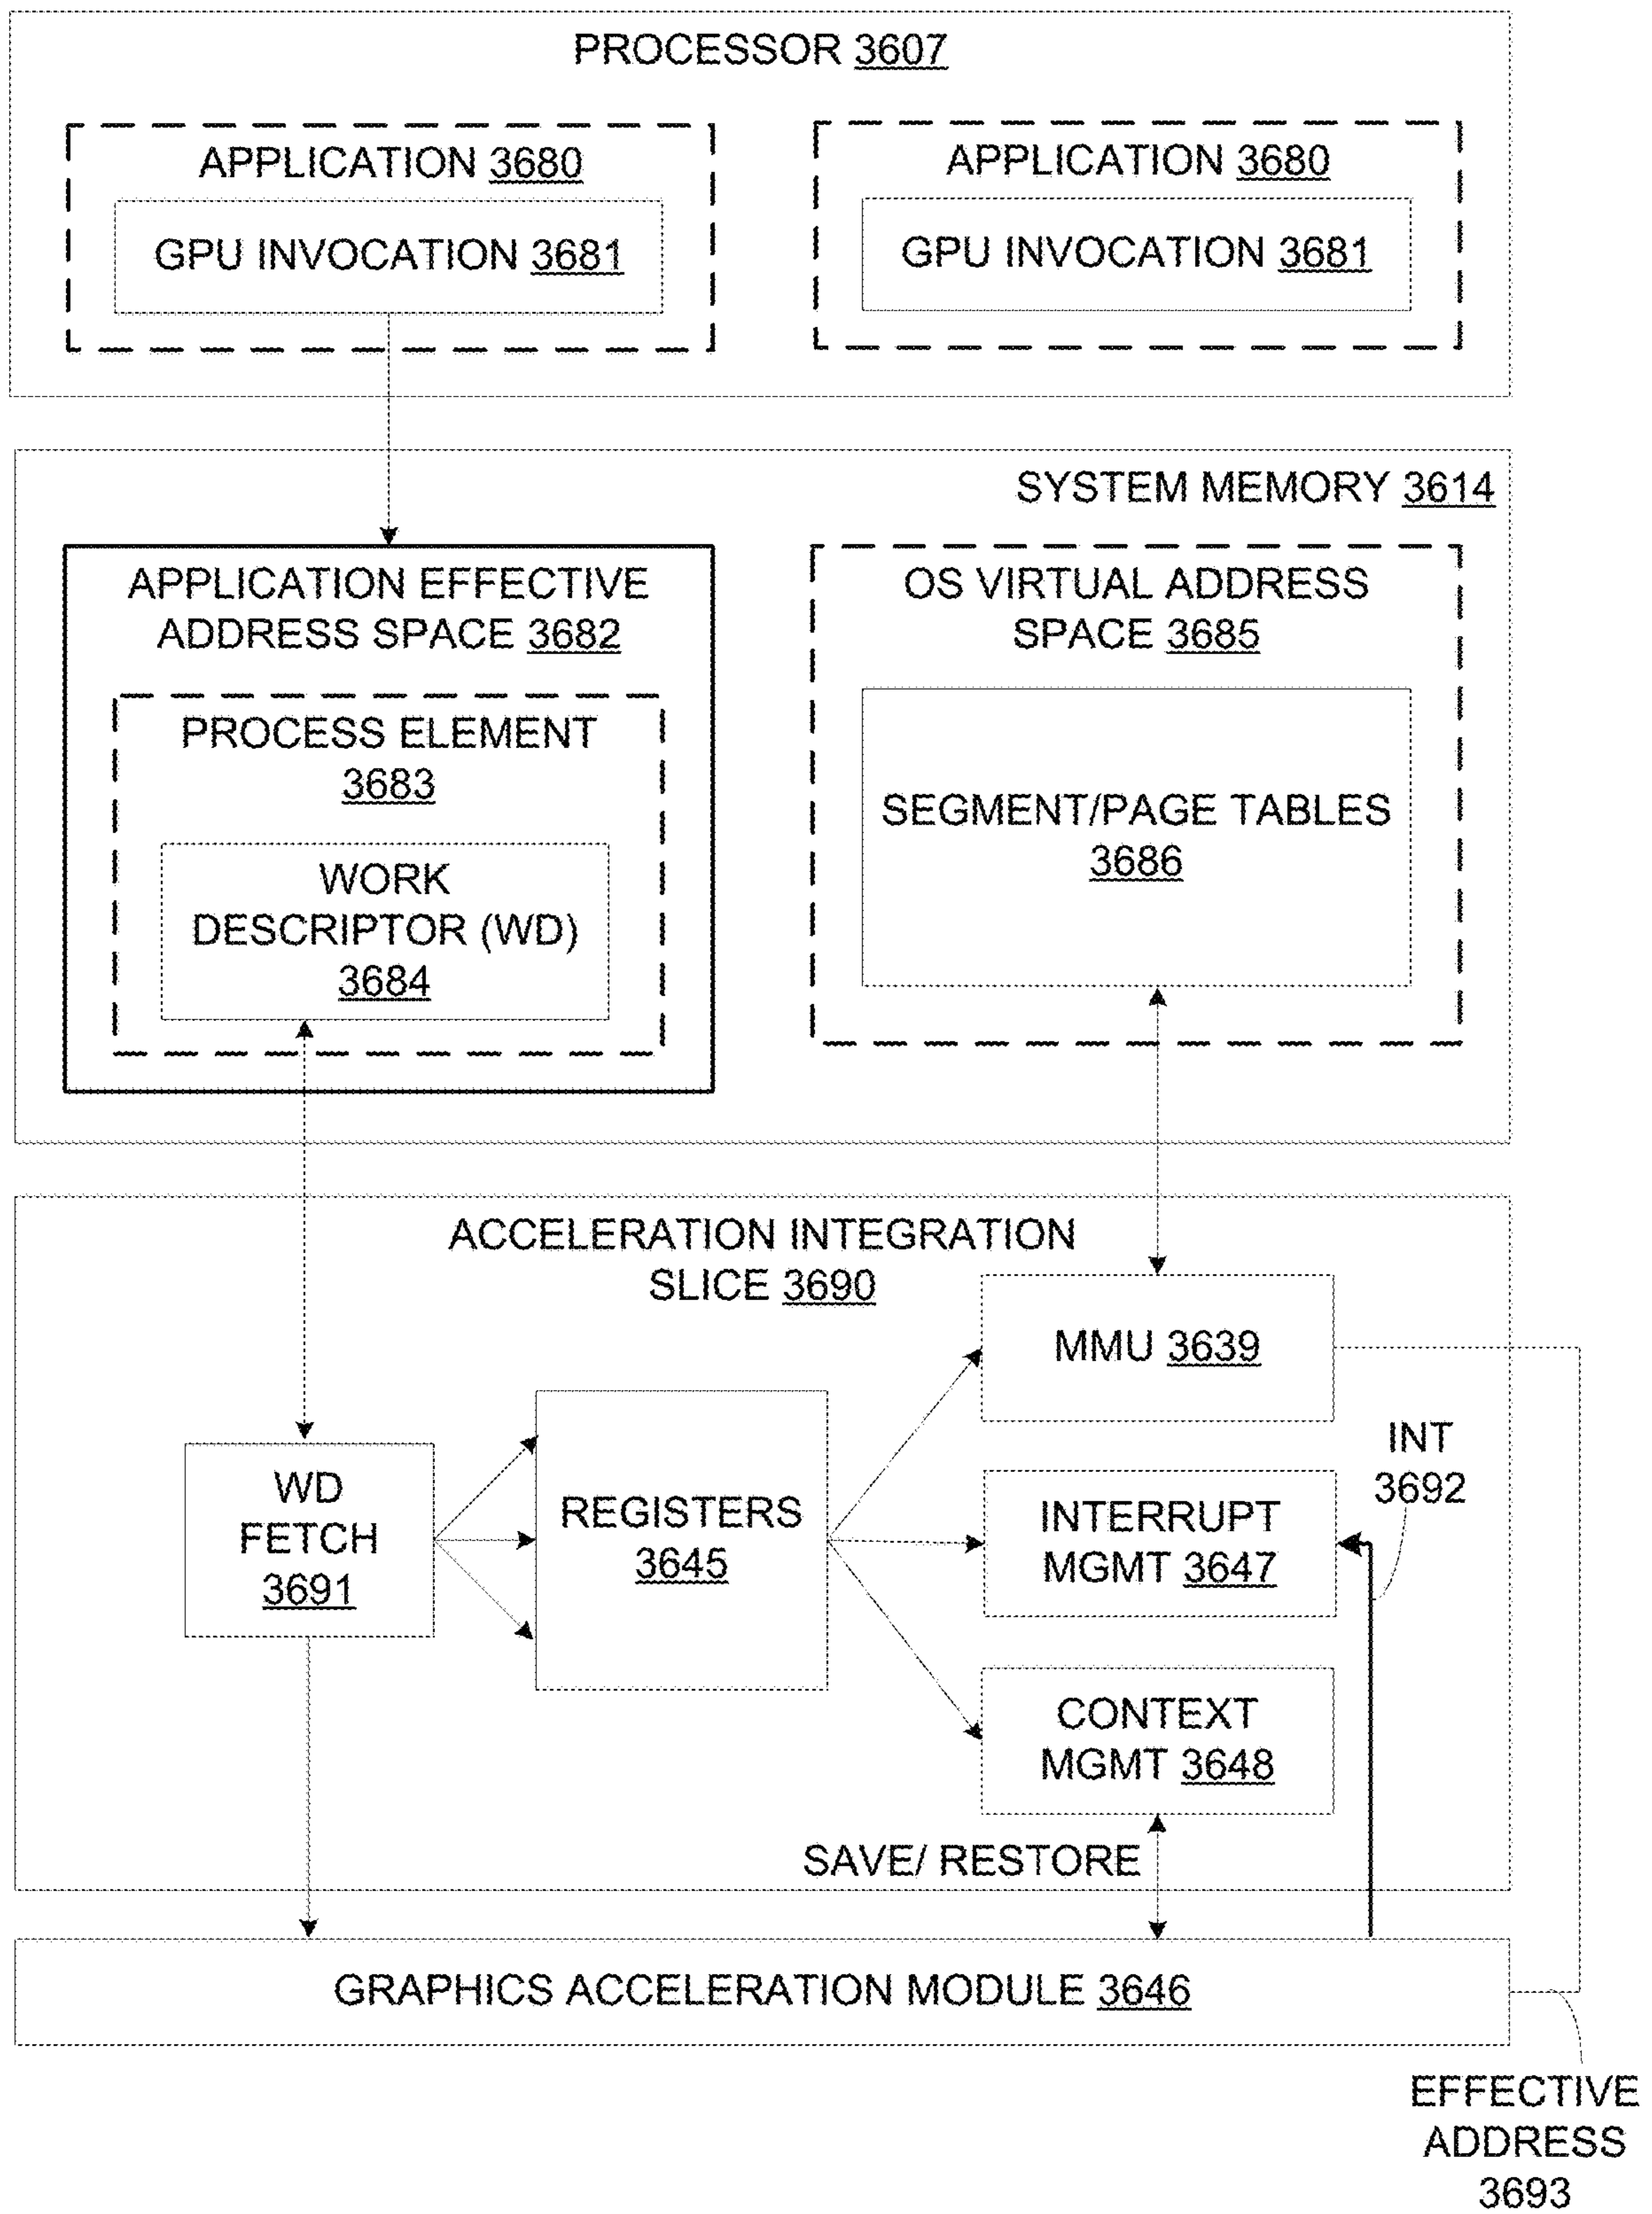 PROCESSOR 3607
APPLICATION 3680
GPU INVOCATION 3681
APPLICATION 3680
GPU INVOCATION 3681
SYSTEM MEMORY 3614
APPLICATION EFFECTIVE
ADDRESS SPACE 3682
PROCESS ELEMENT
3683
WORK
DESCRIPTOR (WD)
3684
OS VIRTUAL ADDRESS
SPACE 3685
SEGMENT/PAGE TABLES
3686
ACCELERATION INTEGRATION
SLICE 3690
WD
FETCH
3691
REGISTERS
3645
MMU 3639
INTERRUPT
MGMT 3647
CONTEXT
MGMT 3648
INT
3692
SAVE/ RESTORE
GRAPHICS ACCELERATION MODULE 3646
EFFECTIVE
ADDRESS
3693